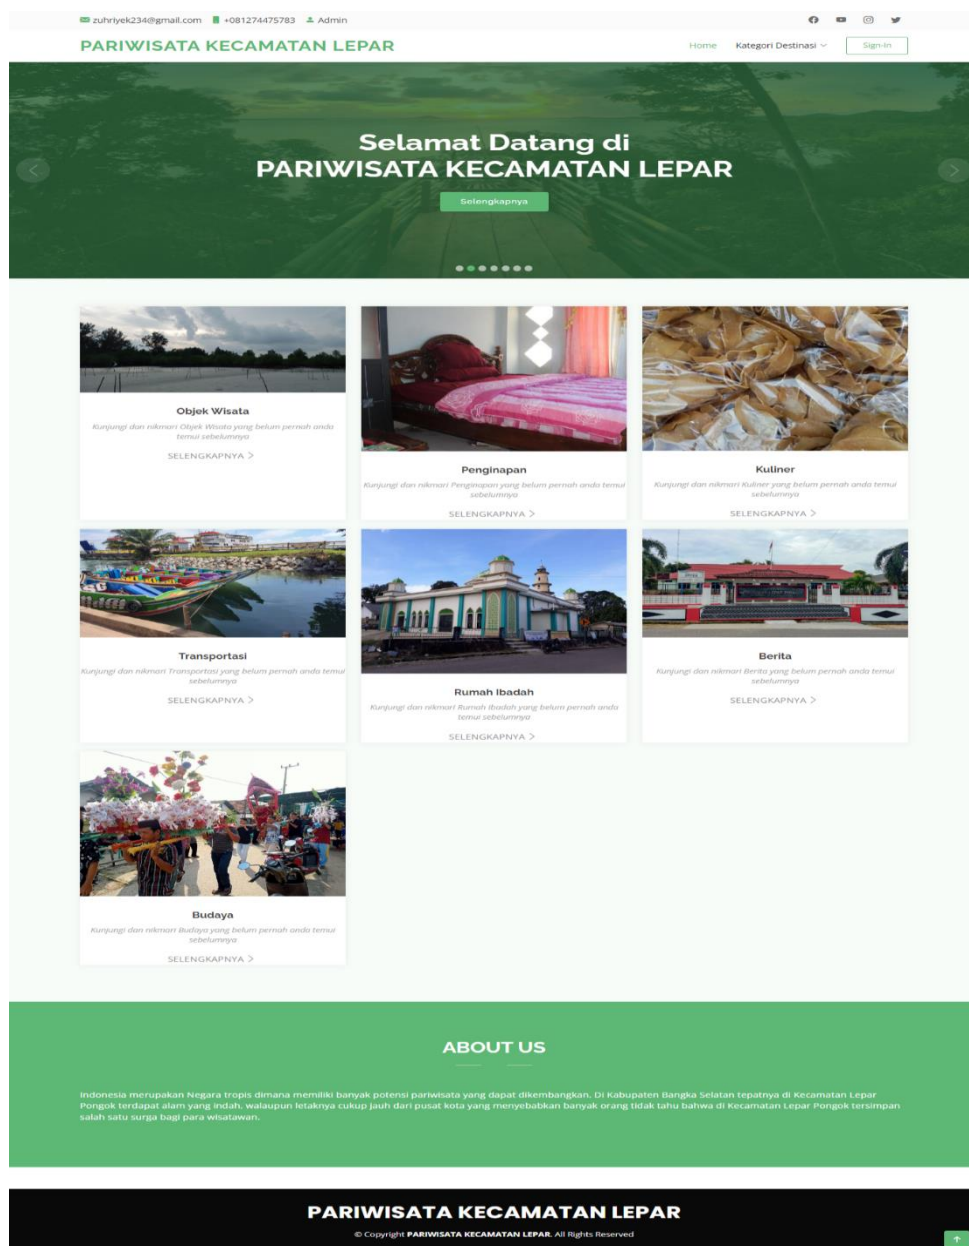 zuhriyek234@gmail.com +081274475783 Admin
PARIWISATA KECAMATAN LEPAR
Home Kategori Destinasi Sign-In
Selamat Datang di
PARIWISATA KECAMATAN LEPAR
Selengkapnya
Objek Wisata
Kunjungi dan nikmari Objek Wisata yang belum pernah anda
temui sebelumnya
SELENGKAPNYA >
Penginapan
Kunjungi dan nikmari Penginapan yang belum pernah anda temui
sebelumnya
SELENGKAPNYA >
Kuliner
Kunjungi dan nikmari Kuliner yang belum pernah anda temui
sebelumnya
SELENGKAPNYA >
Transportasi
Kunjungi dan nikmari Transportasi yang belum pernah anda temui
sebelumnya
SELENGKAPNYA >
Rumah Ibadah
Kunjungi dan nikmari Rumah Ibadah yang belum pernah anda
temui sebelumnya
SELENGKAPNYA >
Berita
Kunjungi dan nikmari Berita yang belum pernah anda temui
sebelumnya
SELENGKAPNYA >
Budaya
Kunjungi dan nikmari Budaya yang belum pernah anda temui
sebelumnya
SELENGKAPNYA >
ABOUT US
Indonesia merupakan Negara tropis dimana memiliki banyak potensi pariwisata yang dapat dikembangkan. Di Kabupaten Bangka Selatan tepatnya di Kecamatan Lepar
Pongok terdapat alam yang indah, walaupun letaknya cukup jauh dari pusat kota yang menyebabkan banyak orang tidak tahu bahwa di Kecamatan Lepar Pongok tersimpan
salah satu surga bagi para wisatawan.
PARIWISATA KECAMATAN LEPAR
© Copyright PARIWISATA KECAMATAN LEPAR. All Rights Reserved